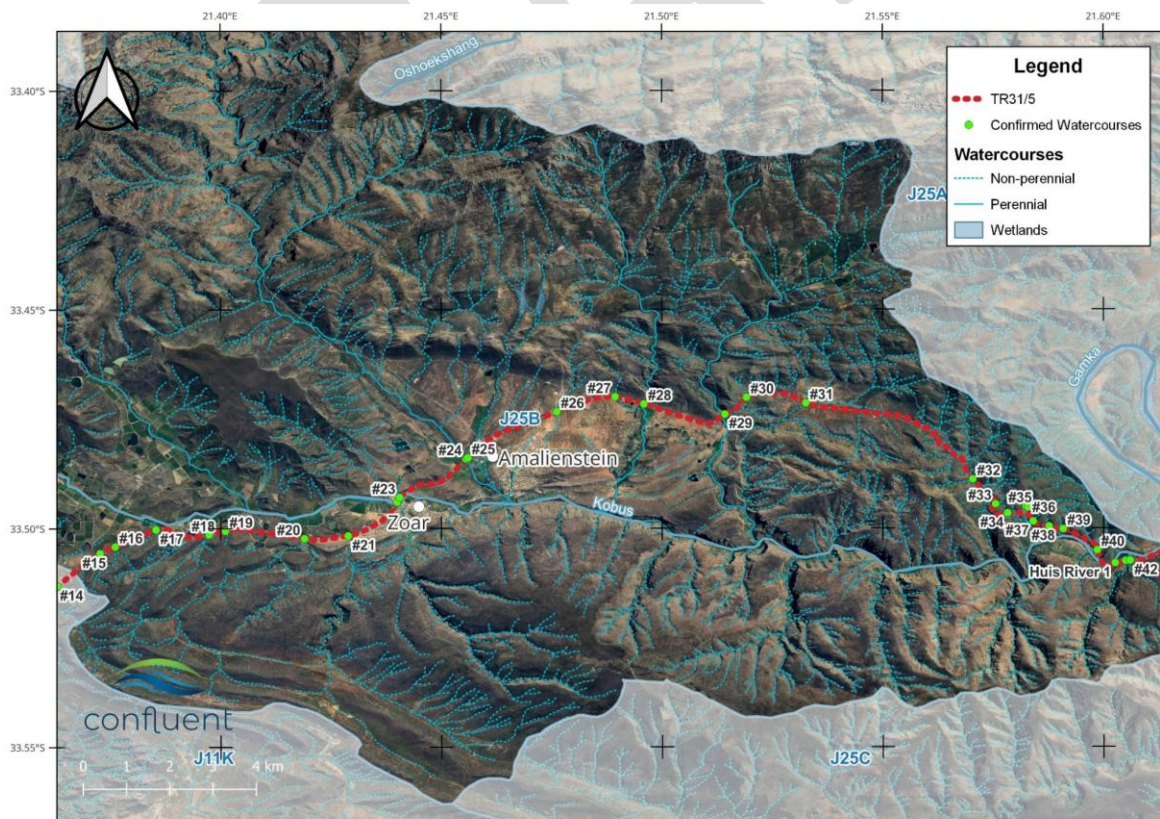 21.40°E
21.45°E
21.50°E
21.55°E
21.60°E
33.40°S
33.45°S
33.50°S
33.55°S
Oshoekshang
Legend
TR31/5
Confirmed Watercourses
Watercourses
Non-perennial
Perennial
Wetlands
J25A
Gamka
#27
#28
#30
#31
#26
#29
J25B
#24
#25
Amalienstein
#32
#23
Kobus
#33
#35
#36
Zoar
#18
#19
#20
#34
#37
#39
#16
#17
#21
#38
#40
#15
Huis River 1
#42
#14
confluent
J11K
J25C
0 1 2 3 4 km